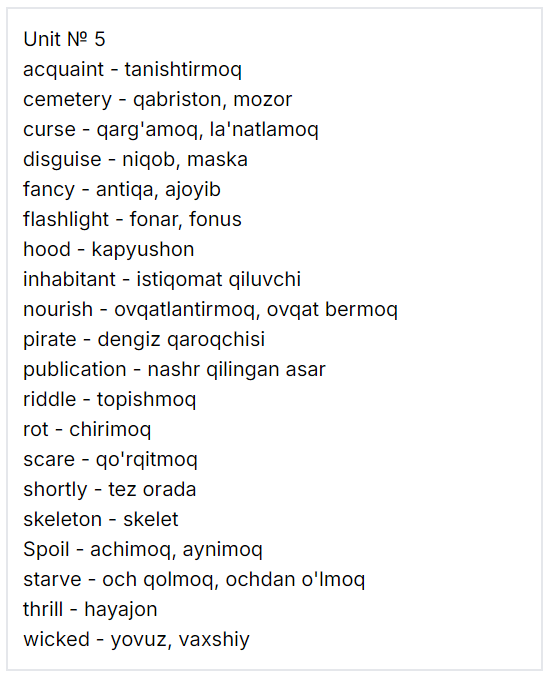 Unit № 5
acquaint - tanishtirmoq
cemetery - qabriston, mozor
curse - qarg'amoq, la'natlamoq
disguise - niqob, maska
fancy - antiqa, ajoyib
flashlight - fonar, fonus
hood - kapyushon
inhabitant - istiqomat qiluvchi
nourish - ovqatlantirmoq, ovqat bermoq
pirate - dengiz qaroqchisi
publication - nashr qilingan asar
riddle - topishmoq
rot - chirimoq
scare - qo'rqitmoq
shortly - tez orada
skeleton - skelet
Spoil - achimoq, aynimoq
starve - och qolmoq, ochdan o'lmoq
thrill - hayajon
wicked - yovuz, vaxshiy